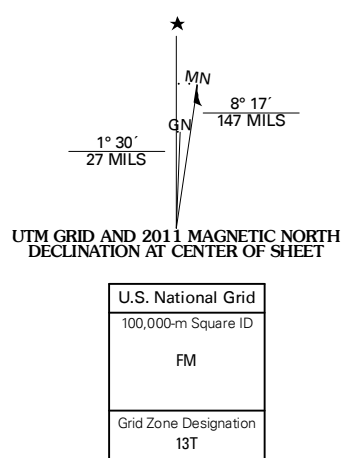 MN
8° 17´
147 MILS
GN
1° 30´
27 MILS
UTM GRID AND 2011 MAGNETIC NORTH
DECLINATION AT CENTER OF SHEET
U.S. National Grid
100,000-m Square ID
FM
Grid Zone Designation
13T